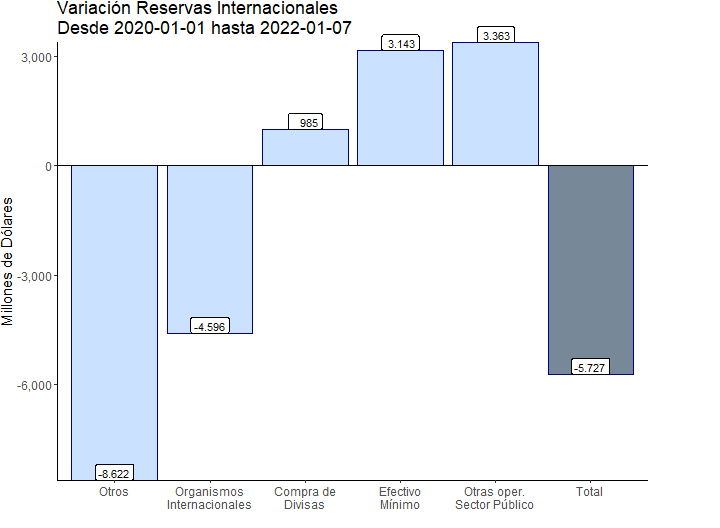 Variación Reservas Internacionales
Desde 2020-01-01 hasta 2022-01-07
Millones de Dólares
3,000
0
-3,000
-6,000
-8.622
-4.596
985
3.143
3.363
-5.727
Otros
Organismos
Internacionales
Compra de
Divisas
Efectivo
Mínimo
Otras oper.
Sector Público
Total